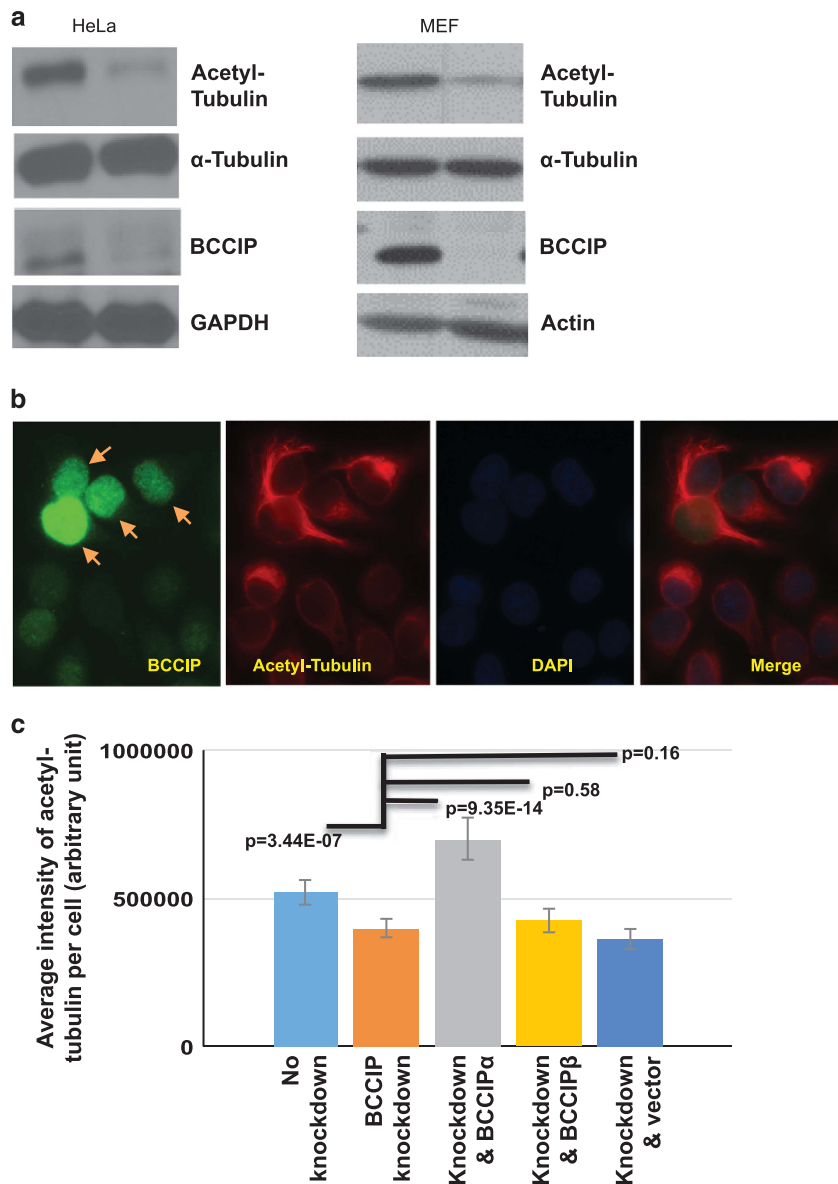 a
HeLa
MEF
Acetyl-
Tubulin
α-Tubulin
BCCIP
GAPDH
Acetyl-
Tubulin
α-Tubulin
BCCIP
Actin
b
BCCIP
Acetyl-Tubulin
DAPI
Merge
c
Average intensity of acetyl-
tubulin per cell (arbitrary unit)
1000000
500000
0
p=0.16
p=0.58
p=9.35E-14
p=3.44E-07
No
knockdown
BCCIP
knockdown
Knockdown
& BCCIPα
Knockdown
& BCCIPβ
Knockdown
& vector